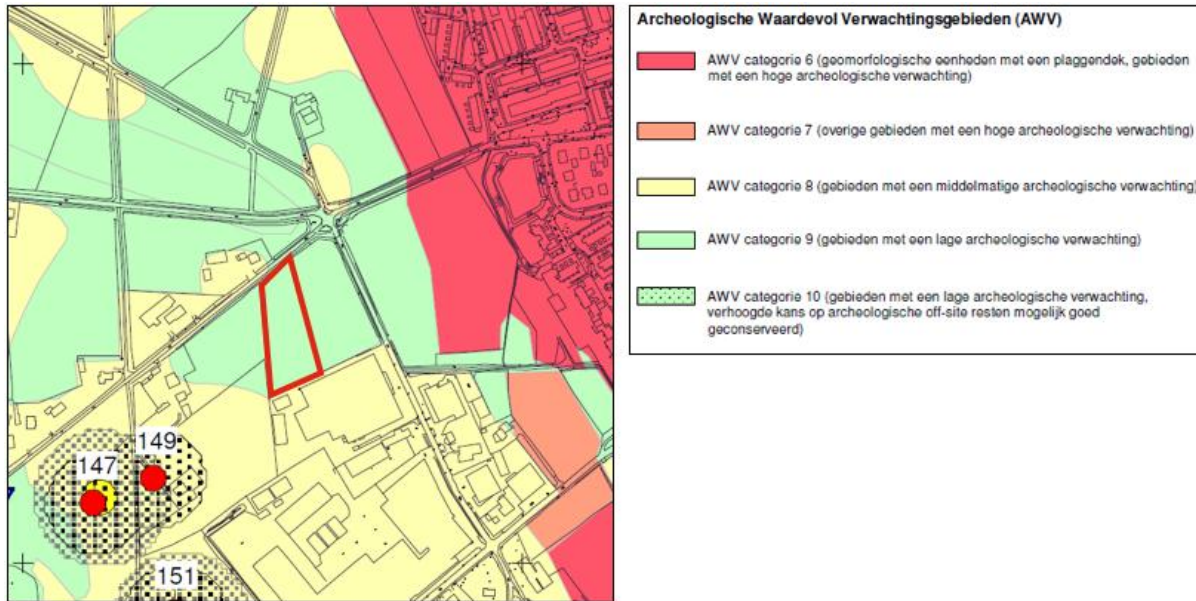 149
147
151
Archeologische Waardevol Verwachtingsgebieden (AWV)
AWV categorie 6 (geomorfologische eenheden met een plaggendek, gebieden
met een hoge archeologische verwachting)
AWV categorie 7 (overige gebieden met een hoge archeologische verwachting)
AWV categorie 8 (gebieden met een middelmatige archeologische verwachting)
AWV categorie 9 (gebieden met een lage archeologische verwachting)
AWV categorie 10 (gebieden met een lage archeologische verwachting,
verhoogde kans op archeologische off-site resten mogelijk goed
geconserveerd)